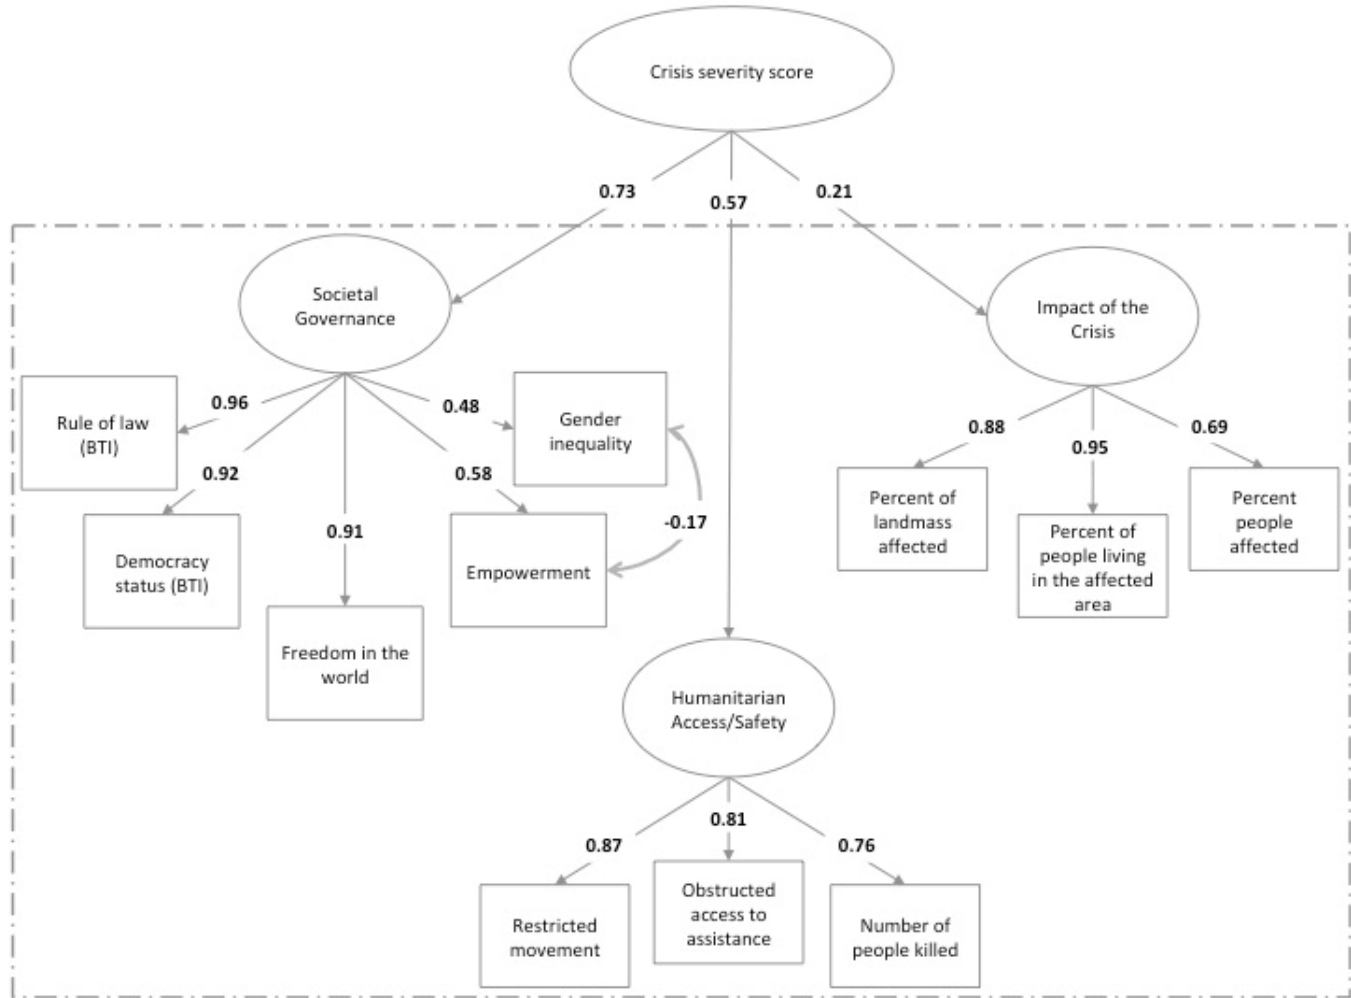 Crisis severity score
0.73
0.57
0.21
Societal
Governance
Impact of the
Crisis
0.96
0.48
0.92
0.58
0.91
-0.17
Rule of law
(BTI)
Gender
inequality
Democracy
status (BTI)
Empowerment
Freedom in the
world
0.88
0.95
0.69
Percent of
landmass
affected
Percent of
people living
in the affected
area
Percent
people
affected
Humanitarian
Access/Safety
0.87
0.81
0.76
Restricted
movement
Obstructed
access to
assistance
Number of
people killed